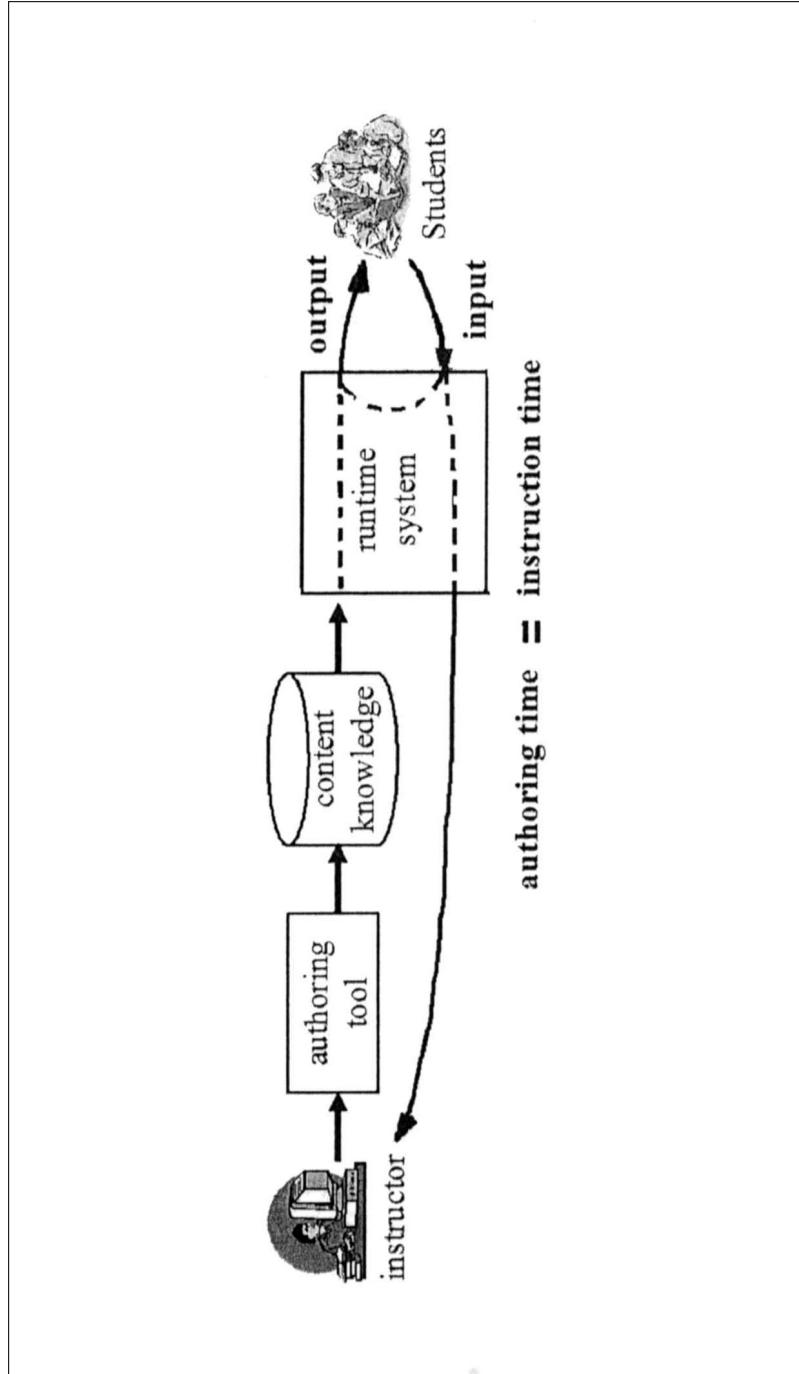 instructor
authoring
tool
content
knowledge
runtime
system
output
input
Students
authoring time = instruction time